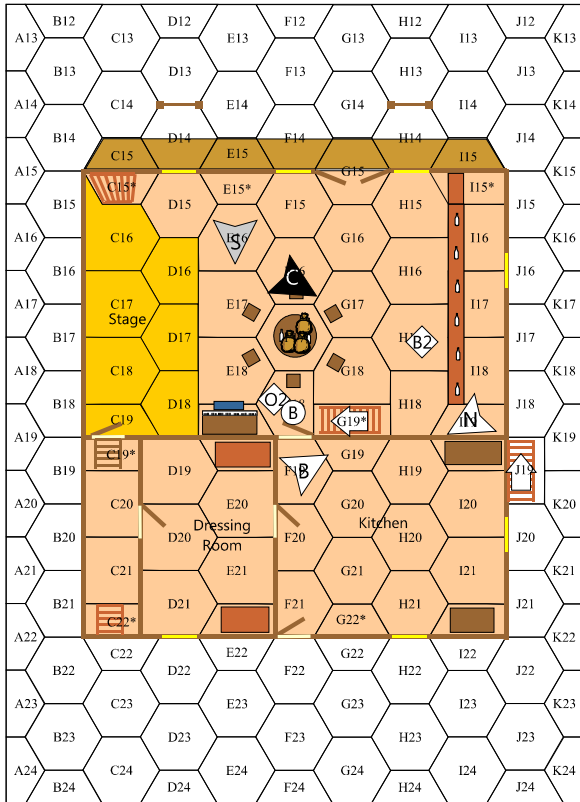 B12 D12 F12 H12 J12
A13 C13 E13 G13 I13 K13
B13 D13 F13 H13 J13
A14 C14 E14 G14 I14 K14
B14 D14 F14 H14 J14
C15 E15 I15
A15 G15 K15
C15* E15* I15*
B15 D15 F15 H15 J15
A16 C16 S G16 I16 K16
B16 D16 C H16 J16
A17 C17 E17 G17 I17 K17
Stage
B17 D17 H17 J17
B2
A18 C18 E18 G18 I18 K18
B18 D18 O2 H18 J18
B
C19 G19* N
A19 K19
C19* G19
B19 D19 B H19 J19
A20 C20 E20 G20 I20 K20
Dressing Kitchen
B20 D20 F20 H20 J20
Room
A21 C21 E21 G21 I21 K21
B21 D21 F21 H21 J21
C22* G22*
A22 K22
C22 E22 G22 I22
B22 D22 F22 H22 J22
A23 C23 E23 G23 I23 K23
B23 D23 F23 H23 J23
A24 C24 E24 G24 I24 K24
B24 D24 F24 H24 J24